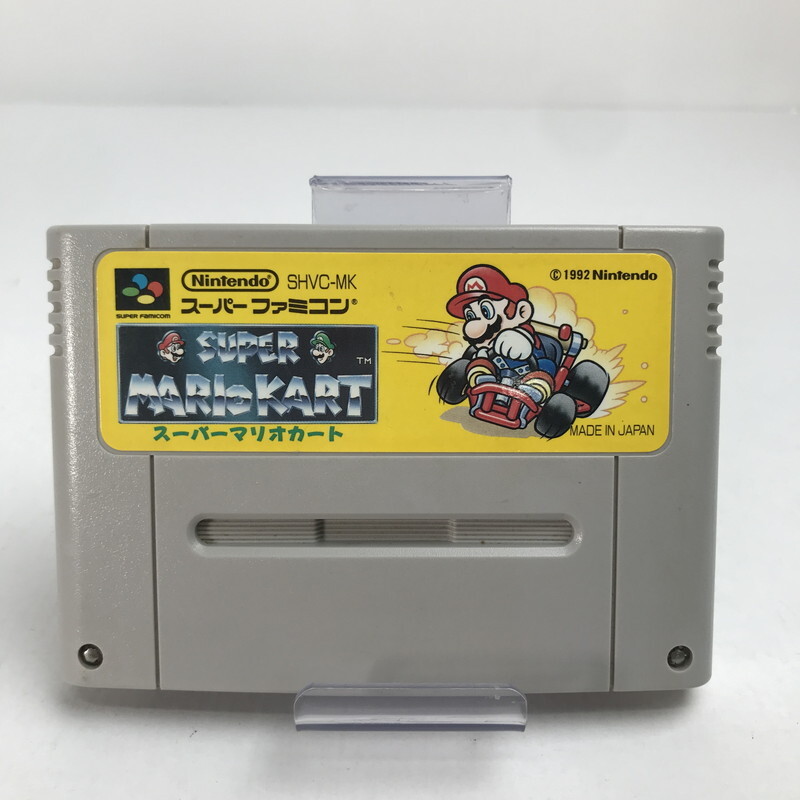 Nintendo SHVC-MK
スーパーファミコン®
SUPER FAMICOM
© 1992 Nintendo
SUPER
MARIO KART TM
スーパーマリオカート
M
MADE IN JAPAN